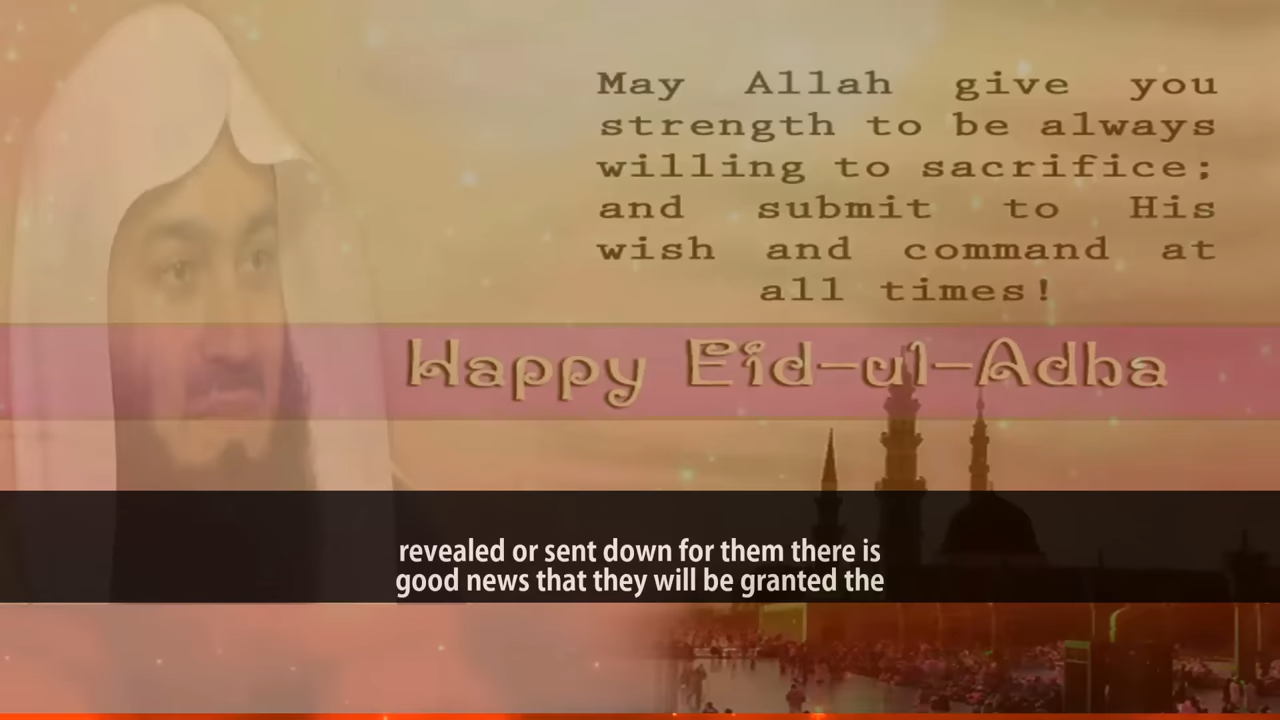 May Allah give you
strength to be always
willing to sacrifice;
and submit to His
wish and command at
all times!
Happy Eid-ul-Adha
revealed or sent down for them there is
good news that they will be granted the